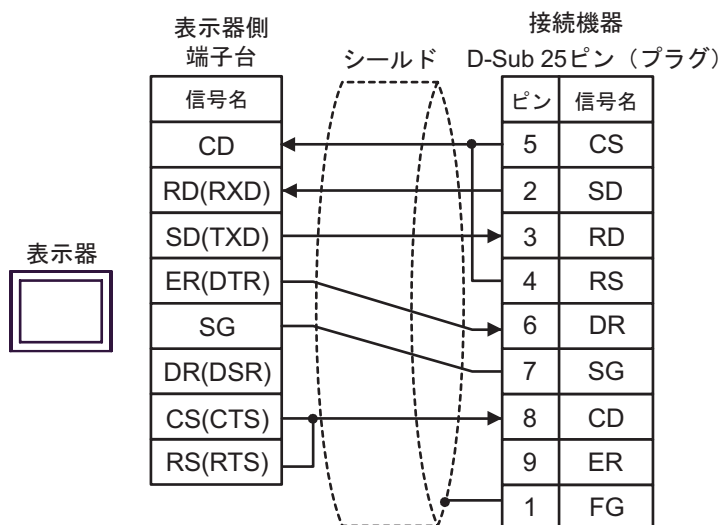 表示器側
端子台
シールド
接続機器
D-Sub 25ピン（プラグ）
信号名
ピン 信号名
CD
5 CS
RD(RXD)
2 SD
SD(TXD)
3 RD
表示器
ER(DTR)
4 RS
SG
6 DR
DR(DSR)
7 SG
CS(CTS)
8 CD
RS(RTS)
9 ER
1 FG